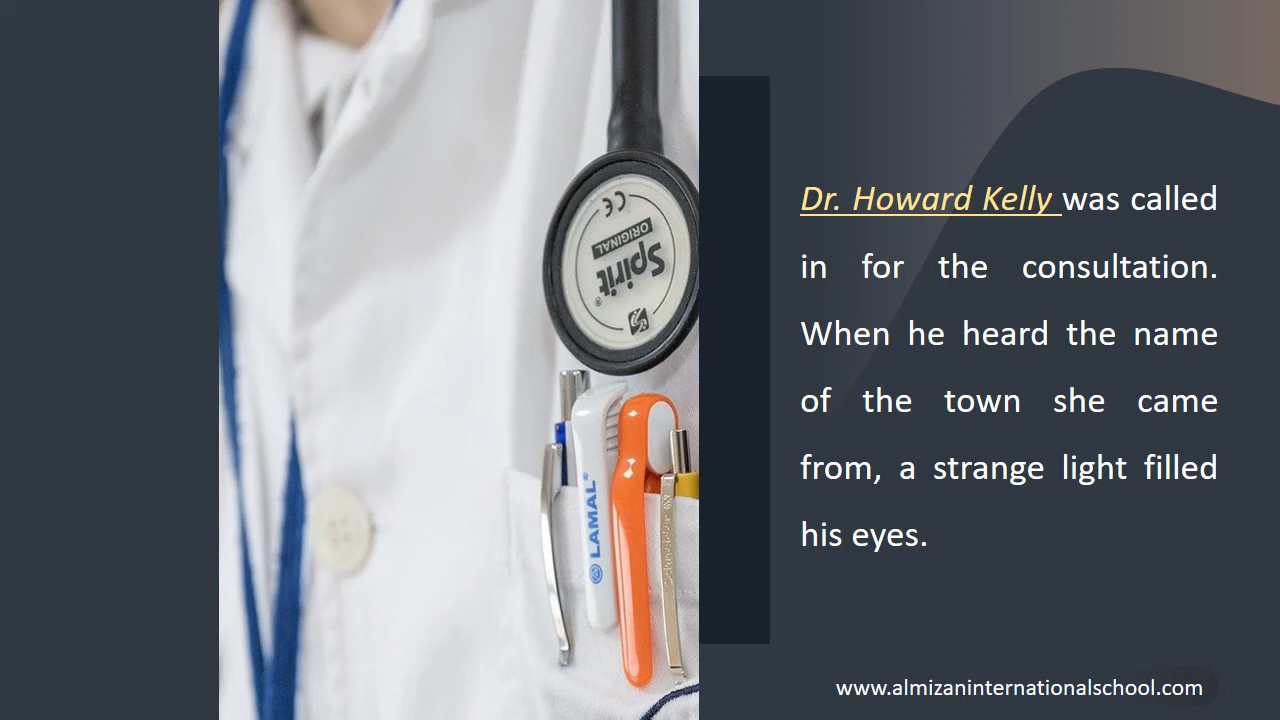 Dr. Howard Kelly was called
in for the consultation.
When he heard the name
of the town she came
from, a strange light filled
his eyes.
CE
ORIGINAL
Spirit
®
LAMAL®
www.almizaninternationalschool.com